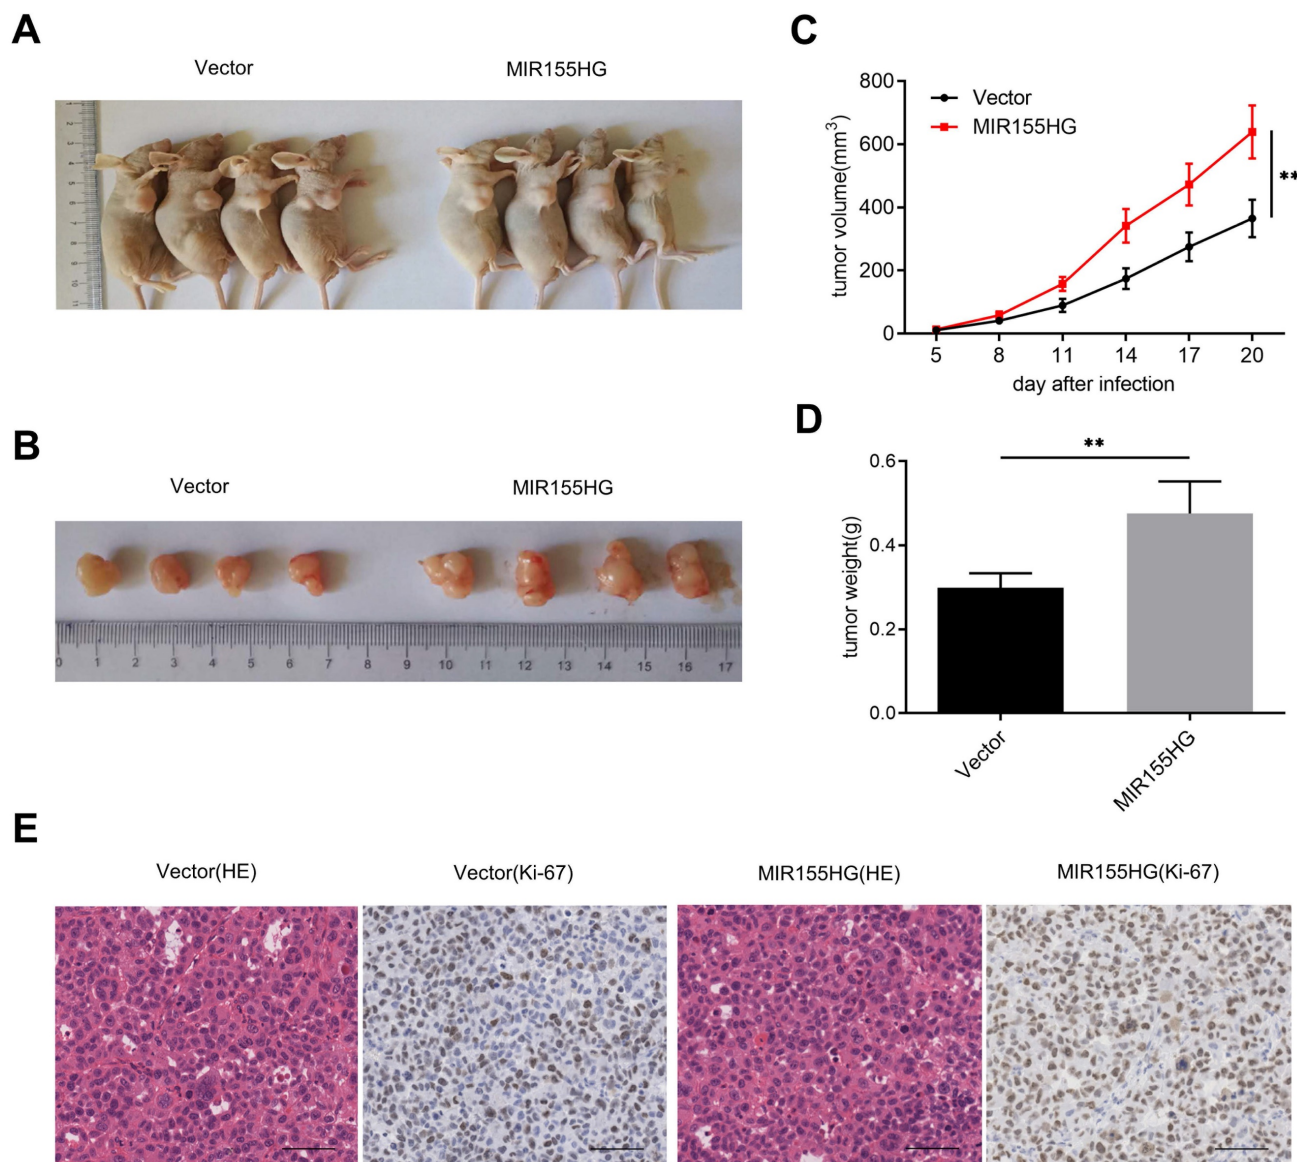 A
Vector
MIR155HG
B
Vector
MIR155HG
0 1 2 3 4 5 6 7 8 9 10 11 12 13 14 15 16 17
C
800
600
400
200
0
tumor volume(mm³)
Vector
MIR155HG
**
5 8 11 14 17 20
day after infection
D
**
0.6
0.4
0.2
0.0
tumor weight(g)
Vector
MIR155HG
E
Vector(HE)
Vector(Ki-67)
MIR155HG(HE)
MIR155HG(Ki-67)